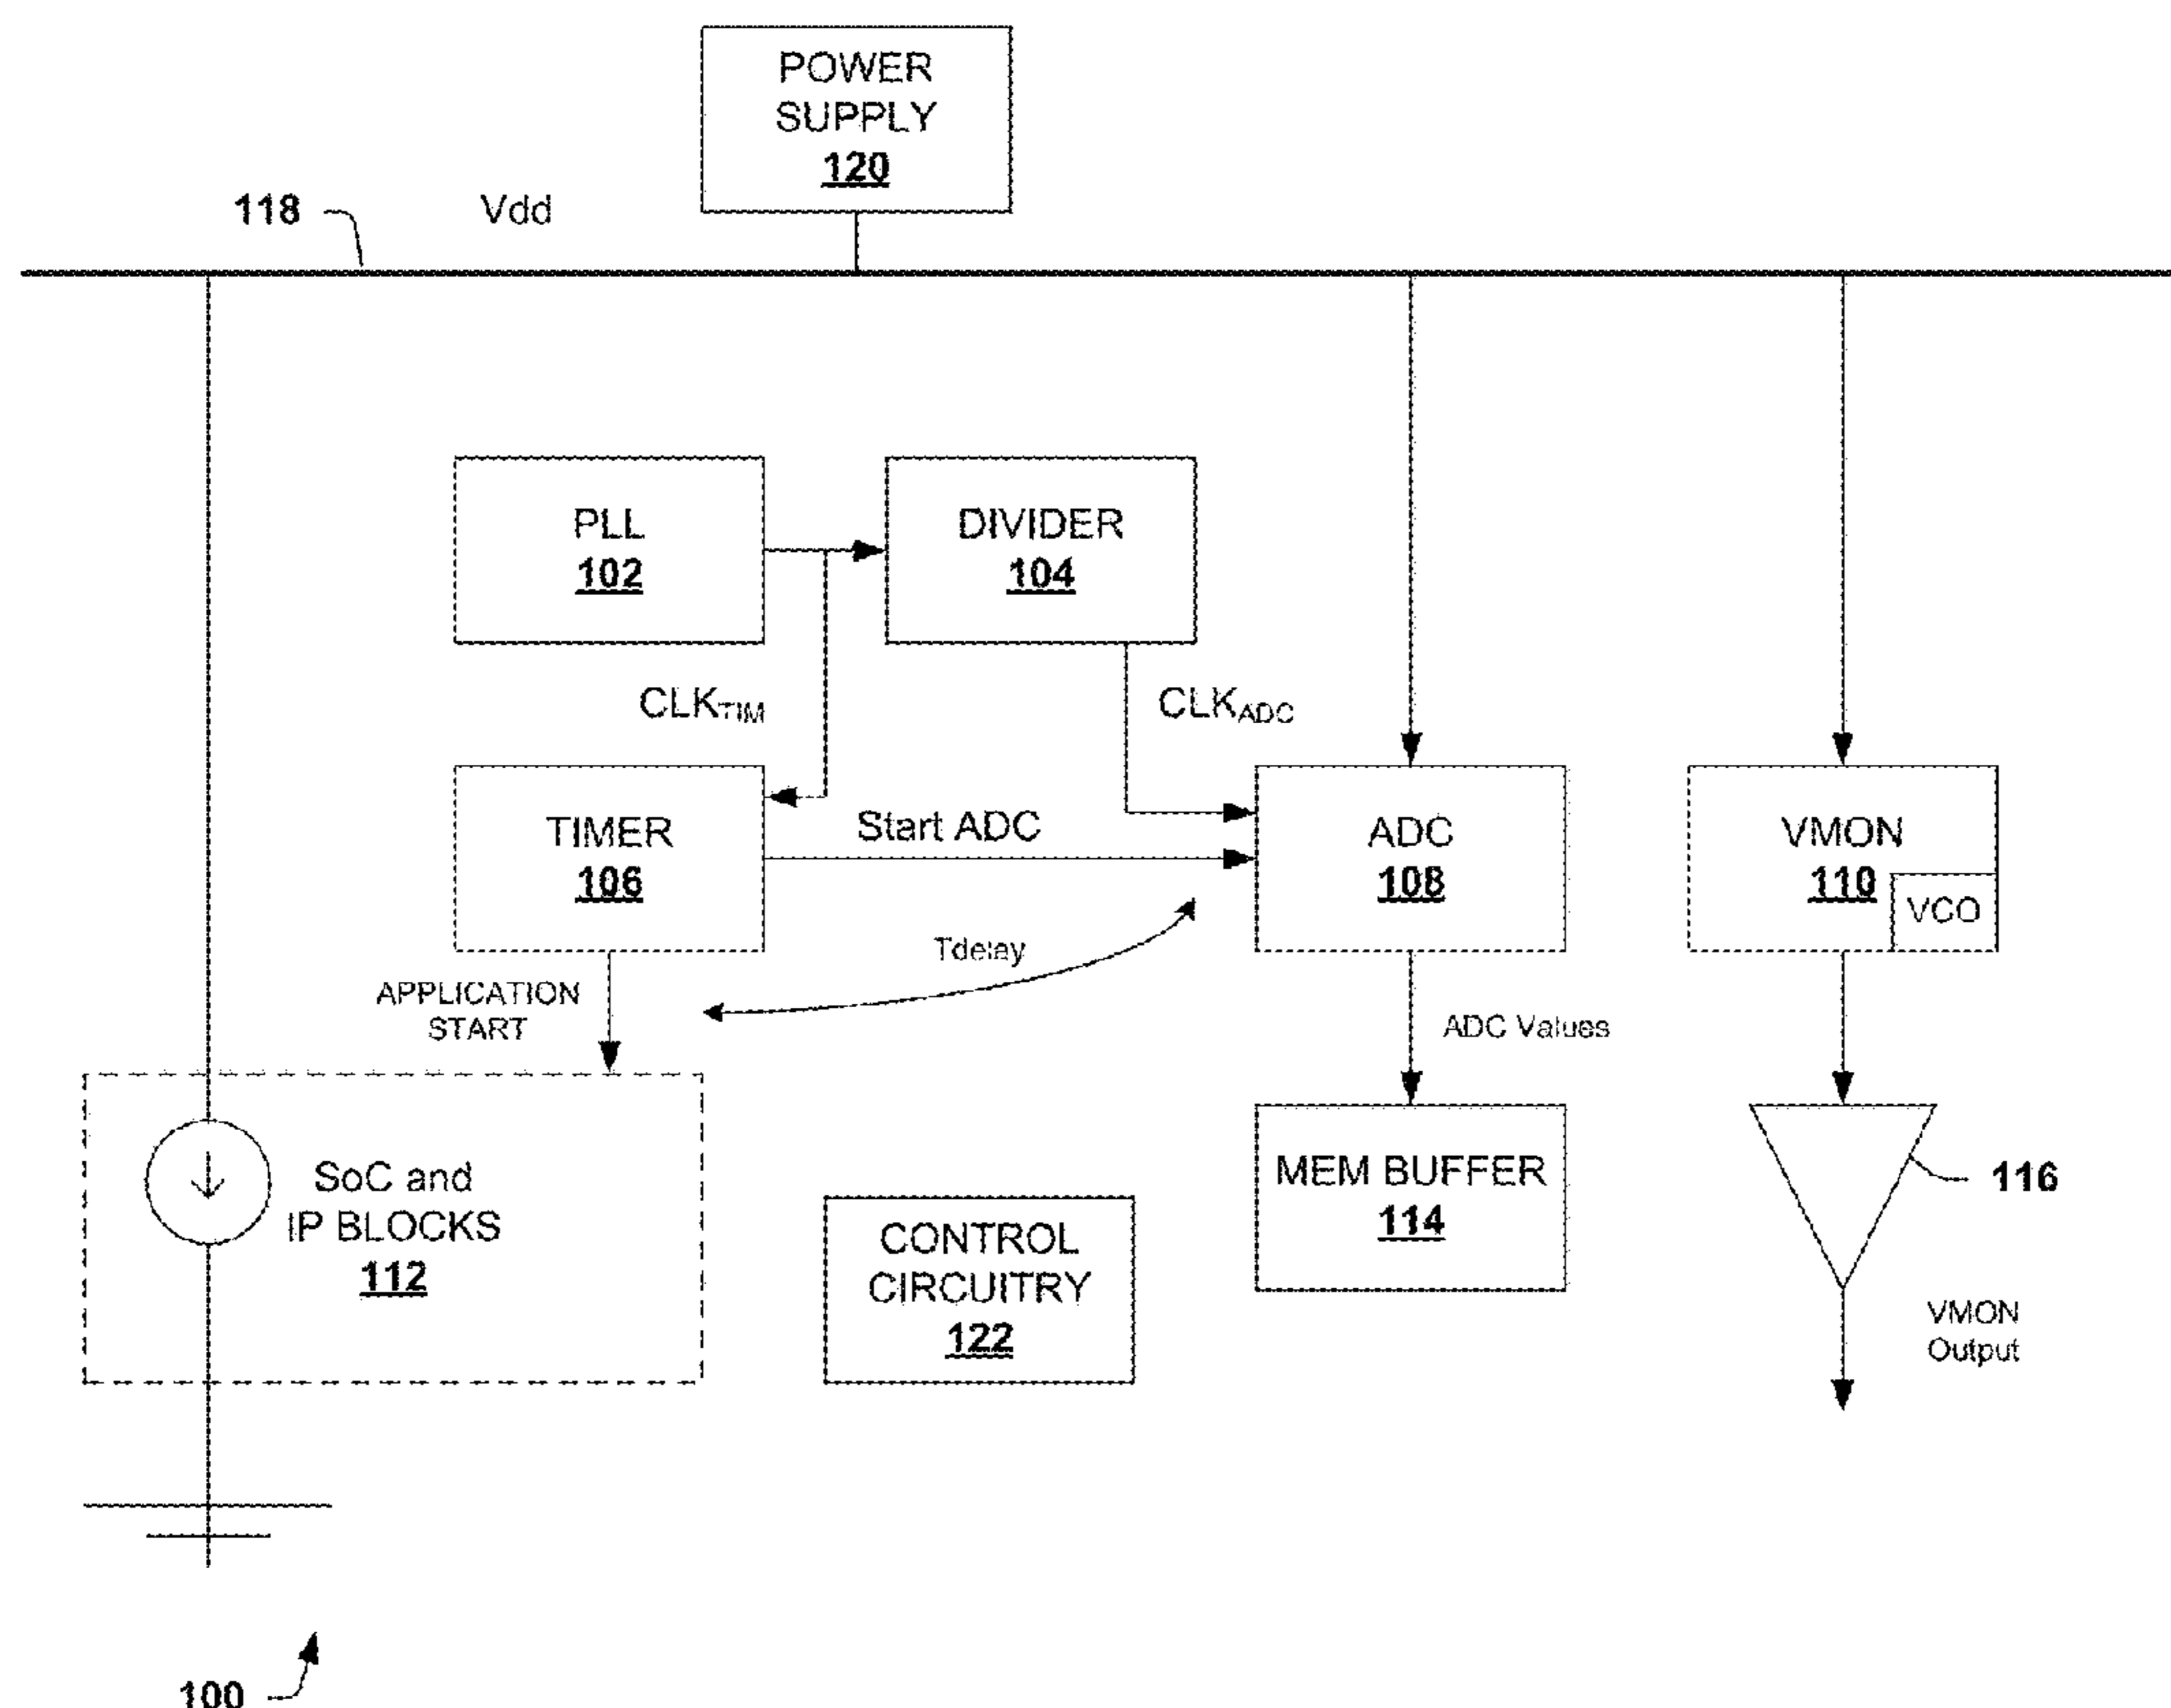 POWER
SUPPLY
120
118
Vdd
PLL
102
DIVIDER
104
CLKTIM
CLKADC
TIMER
106
Start ADC
ADC
108
VMON
110
VCO
Tdelay
APPLICATION
START
ADC Values
SoC and
IP BLOCKS
112
CONTROL
CIRCUITRY
122
MEM BUFFER
114
116
VMON
Output
100